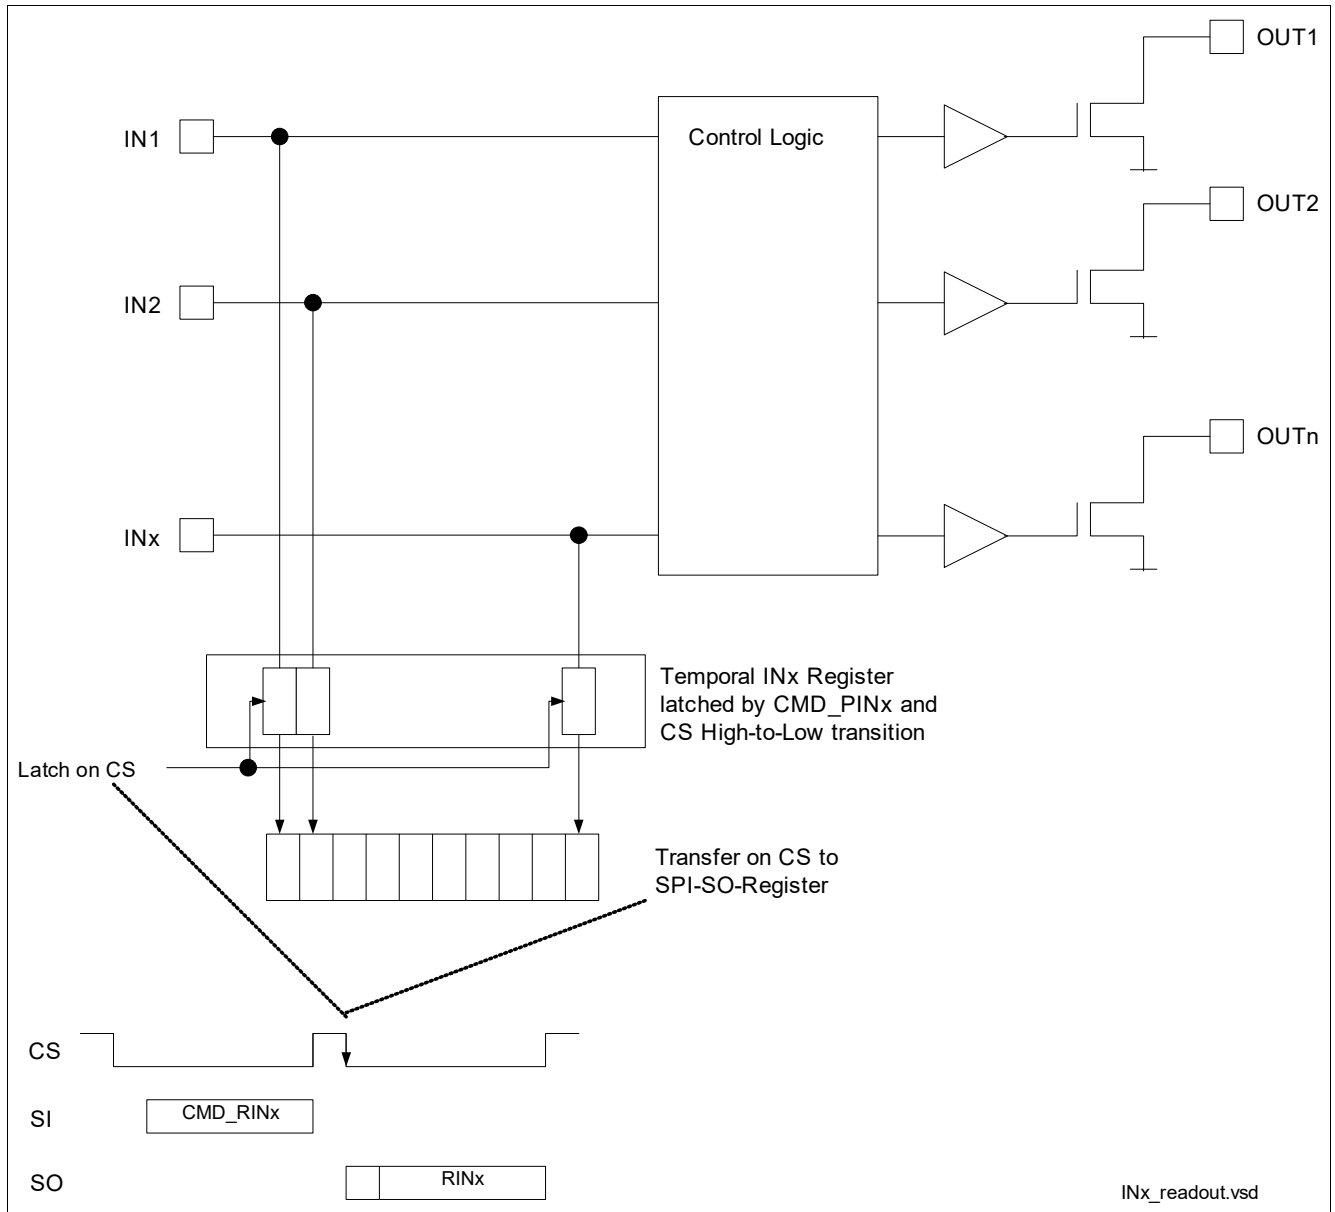 OUT1
IN1
Control Logic
OUT2
IN2
OUTn
INx
Temporal INx Register
latched by CMD_PINx and
CS High-to-Low transition
Latch on CS
Transfer on CS to
SPI-SO-Register
CS
SI
CMD_RINx
SO
RINx
INx_readout.vsd